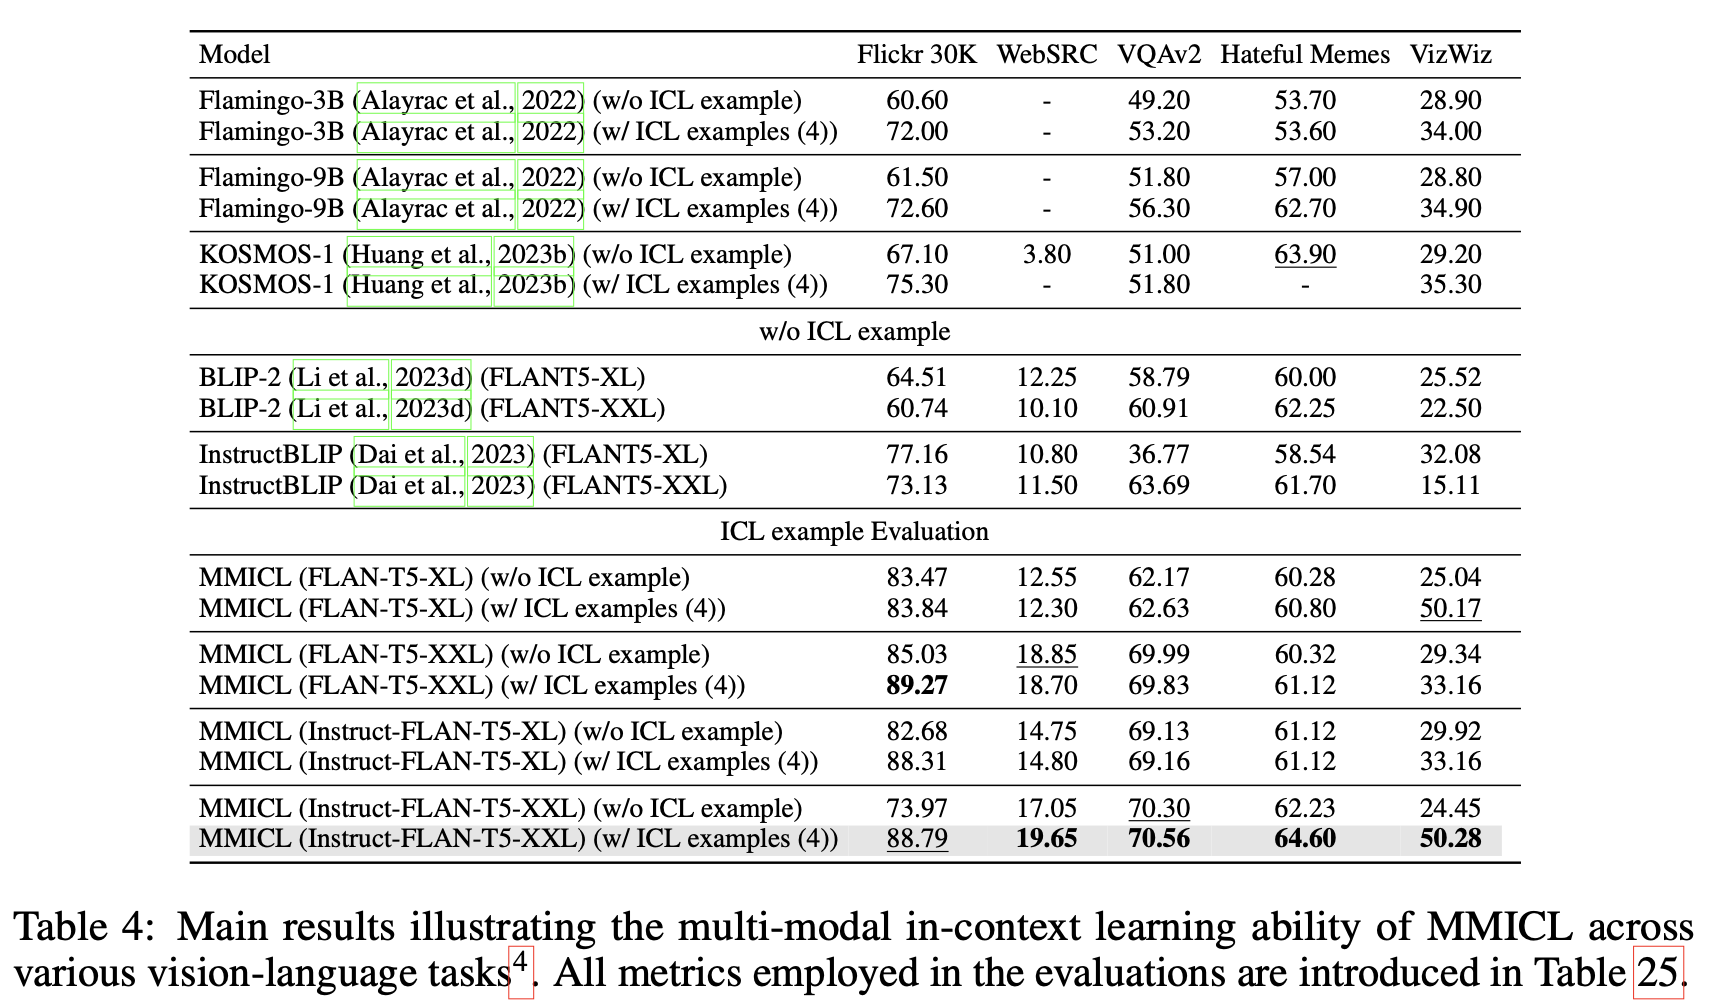 Model Flickr 30K WebSRC VQAv2 Hateful Memes VizWiz
Flamingo-3B (Alayrac et al., 2022) (w/o ICL example) 60.60 - 49.20 53.70 28.90
Flamingo-3B (Alayrac et al., 2022) (w/ ICL examples (4)) 72.00 - 53.20 53.60 34.00
Flamingo-9B (Alayrac et al., 2022) (w/o ICL example) 61.50 - 51.80 57.00 28.80
Flamingo-9B (Alayrac et al., 2022) (w/ ICL examples (4)) 72.60 - 56.30 62.70 34.90
KOSMOS-1 (Huang et al., 2023b) (w/o ICL example) 67.10 3.80 51.00 63.90 29.20
KOSMOS-1 (Huang et al., 2023b) (w/ ICL examples (4)) 75.30 - 51.80 - 35.30
w/o ICL example
BLIP-2 (Li et al., 2023d) (FLANT5-XL) 64.51 12.25 58.79 60.00 25.52
BLIP-2 (Li et al., 2023d) (FLANT5-XXL) 60.74 10.10 60.91 62.25 22.50
InstructBLIP (Dai et al., 2023) (FLANT5-XL) 77.16 10.80 36.77 58.54 32.08
InstructBLIP (Dai et al., 2023) (FLANT5-XXL) 73.13 11.50 63.69 61.70 15.11
ICL example Evaluation
MMICL (FLAN-T5-XL) (w/o ICL example) 83.47 12.55 62.17 60.28 25.04
MMICL (FLAN-T5-XL) (w/ ICL examples (4)) 83.84 12.30 62.63 60.80 50.17
MMICL (FLAN-T5-XXL) (w/o ICL example) 85.03 18.85 69.99 60.32 29.34
MMICL (FLAN-T5-XXL) (w/ ICL examples (4)) 89.27 18.70 69.83 61.12 33.16
MMICL (Instruct-FLAN-T5-XL) (w/o ICL example) 82.68 14.75 69.13 61.12 29.92
MMICL (Instruct-FLAN-T5-XL) (w/ ICL examples (4)) 88.31 14.80 69.16 61.12 33.16
MMICL (Instruct-FLAN-T5-XXL) (w/o ICL example) 73.97 17.05 70.30 62.23 24.45
MMICL (Instruct-FLAN-T5-XXL) (w/ ICL examples (4)) 88.79 19.65 70.56 64.60 50.28
Table 4: Main results illustrating the multi-modal in-context learning ability of MMICL across
various vision-language tasks4. All metrics employed in the evaluations are introduced in Table 25.